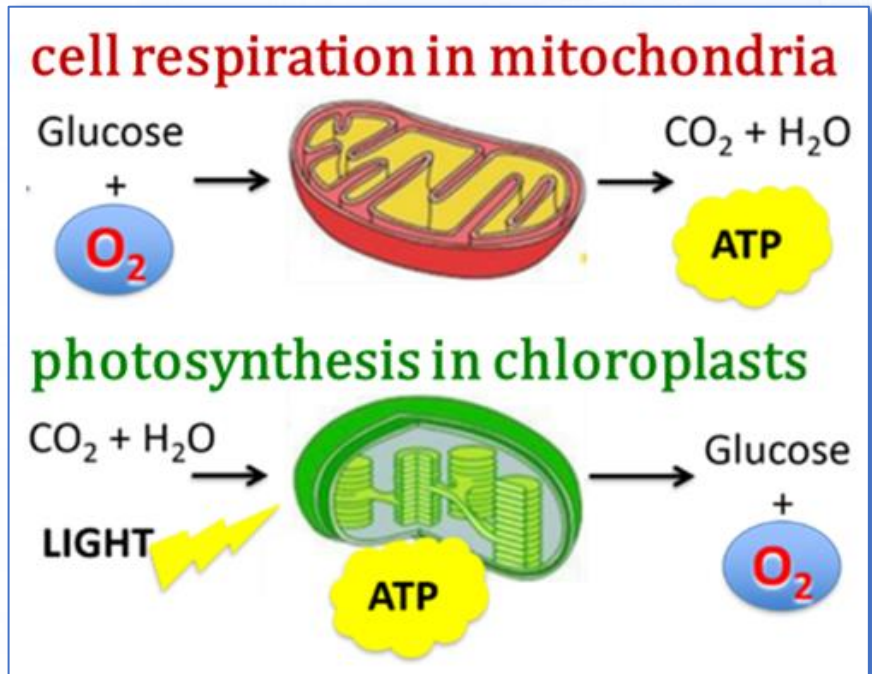 cell respiration in mitochondria
Glucose
+
O₂
CO₂ + H₂O
ATP
photosynthesis in chloroplasts
CO₂ + H₂O
LIGHT
ATP
Glucose
+
O₂